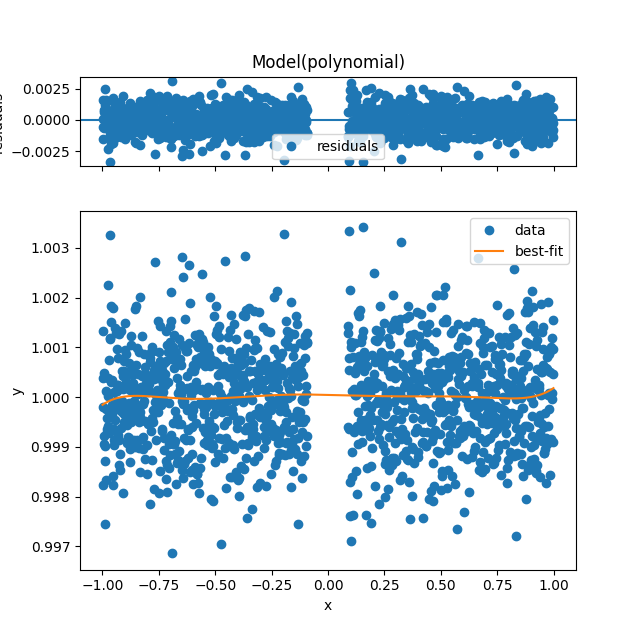 Model(polynomial)
0.0025
0.0000
−0.0025
residuals
residuals
data
best-fit
1.003
1.002
1.001
1.000
0.999
0.998
0.997
y
−1.00 −0.75 −0.50 −0.25 0.00 0.25 0.50 0.75 1.00
x